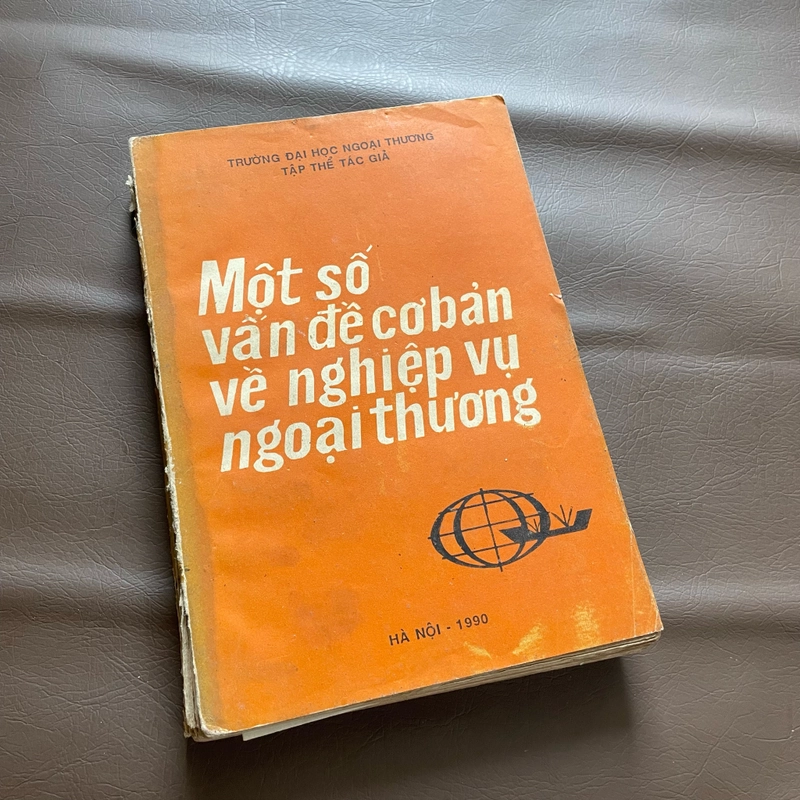 TRƯỜNG ĐẠI HỌC NGOẠI THƯƠNG
TẬP THỂ TÁC GIẢ
Một số
vấn đề cơ bản
về nghiệp vụ
ngoại thương
HÀ NỘI - 1990